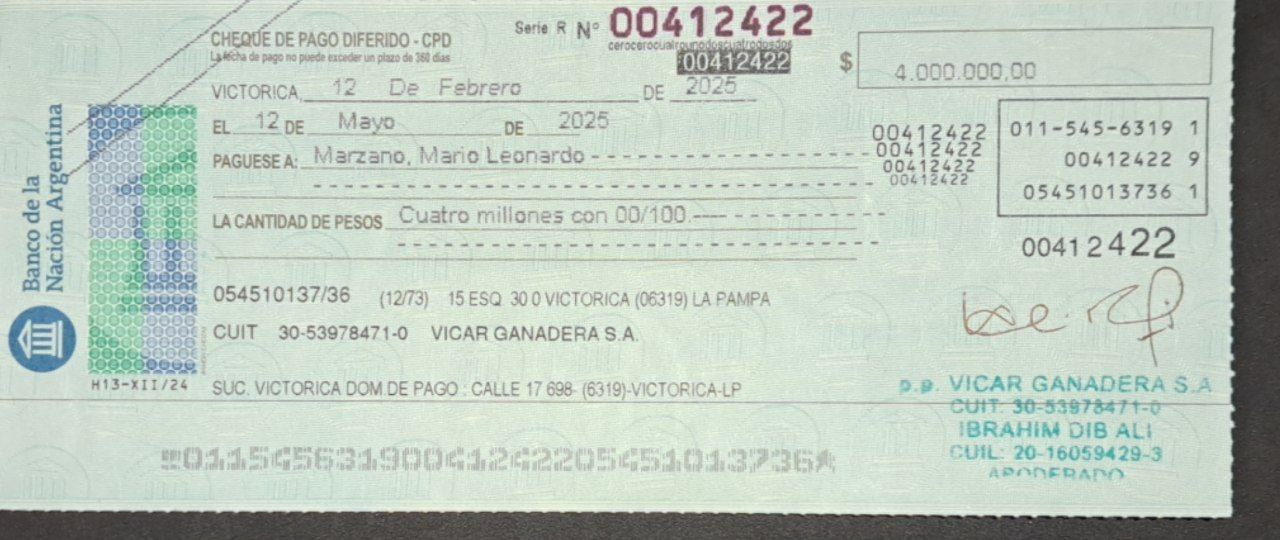 Serie R Nº 00412422
CHEQUE DE PAGO DIFERIDO - CPD
cerocerocuatrounodoscuatrodosdos
La fecha de pago no puede exceder un plazo de 360 días
00412422
$ 4.000.000,00
VICTORICA, 12 De Febrero DE 2025
EL 12 DE Mayo DE 2025
00412422
00412422
00412422
00412422
011-545-6319 1
00412422 9
05451013736 1
PAGUESE A: Marzano, Mario Leonardo - - - - - - - - - - - - - - - - - - - - - - - -
LA CANTIDAD DE PESOS Cuatro millones con 00/100.--- - - - - - - - - - - - - -
00412422
Banco de la
Nación Argentina
054510137/36 (12/73) 15 ESQ. 30 0 VICTORICA (06319) LA PAMPA
CUIT 30-53978471-0 VICAR GANADERA S.A.
H13-XII/24
SUC. VICTORICA DOM.DE PAGO : CALLE 17 698- (6319)-VICTORICA-LP
p.p. VICAR GANADERA S.A
CUIT: 30-53978471-0
IBRAHIM DIB ALI
CUIL: 20-16059429-3
APODERADO
01154563190041242205451013736